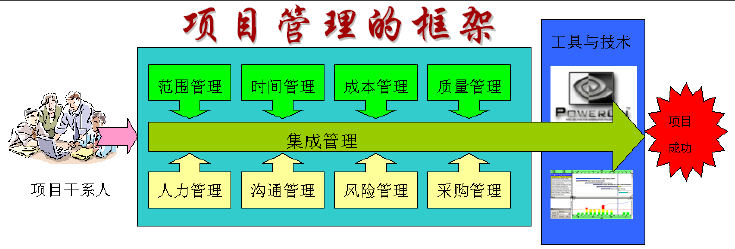 项目管理的框架
工具与技术
范围管理
时间管理
成本管理
质量管理
集成管理
项目
成功
项目干系人
人力管理
沟通管理
风险管理
采购管理